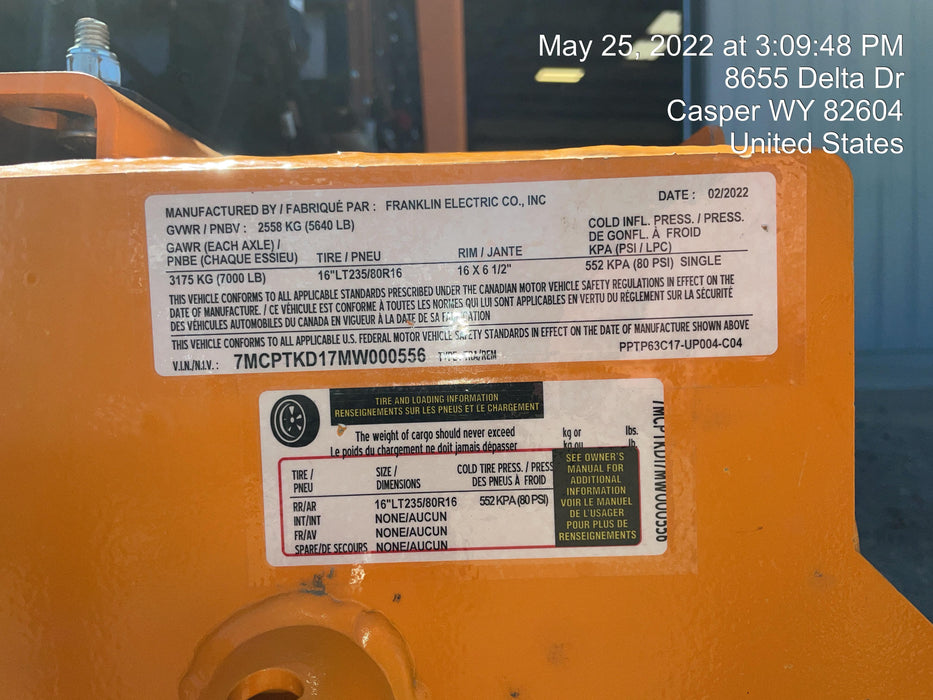 May 25, 2022 at 3:09:48 PM
8655 Delta Dr
Casper WY 82604
United States
MANUFACTURED BY / FABRIQUÉ PAR : FRANKLIN ELECTRIC CO., INC
DATE : 02/2022
GVWR / PNBV : 2558 KG (5640 LB)
GAWR (EACH AXLE) /
PNBE (CHAQUE ESSIEU)
TIRE / PNEU
RIM / JANTE
COLD INFL. PRESS. / PRESS.
DE GONFL. À FROID
KPA (PSI / LPC)
3175 KG (7000 LB) 16"LT235/80R16 16 X 6 1/2" 552 KPA (80 PSI) SINGLE
THIS VEHICLE CONFORMS TO ALL APPLICABLE STANDARDS PRESCRIBED UNDER THE CANADIAN MOTOR VEHICLE SAFETY REGULATIONS IN EFFECT ON THE
DATE OF MANUFACTURE. / CE VÉHICULE EST CONFORME À TOUTES LES NORMES QUI LUI SONT APPLICABLES EN VERTU DU RÈGLEMENT SUR LA SÉCURITÉ
DES VÉHICULES AUTOMOBILES DU CANADA EN VIGUEUR À LA DATE DE SA FABRICATION
THIS VEHICLE CONFORMS TO ALL APPLICABLE U.S. FEDERAL MOTOR VEHICLE SAFETY STANDARDS IN EFFECT ON THE DATE OF MANUFACTURE SHOWN ABOVE
V.I.N./N.I.V. : 7MCPTKD17MW000556 TYPE : TRA/REM PPTP63C17-UP004-C04
TIRE AND LOADING INFORMATION
RENSEIGNEMENTS SUR LES PNEUS ET LE CHARGEMENT
The weight of cargo should never exceed kg or lbs.
Le poids du chargement ne doit jamais dépasser kg ou lb.
TIRE /
PNEU
SIZE /
DIMENSIONS
COLD TIRE PRESS. / PRESS
DES PNEUS À FROID
RR/AR 16"LT235/80R16 552 KPA (80 PSI)
INT/INT NONE/AUCUN
FR/AV NONE/AUCUN
SPARE/DE SECOURS NONE/AUCUN
SEE OWNER'S
MANUAL FOR
ADDITIONAL
INFORMATION
VOIR LE MANUEL
DE L'USAGER
POUR PLUS DE
RENSEIGNEMENTS
7MCPTKD17MW000556